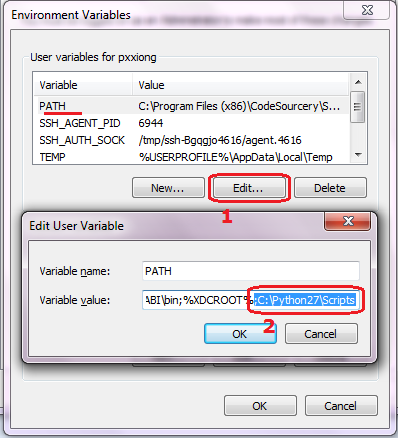 Environment Variables
User variables for pxxiong
Variable Value
PATH C:\Program Files (x86)\CodeSourcery\S...
SSH_AGENT_PID 6944
SSH_AUTH_SOCK /tmp/ssh-Bgqgjo4616/agent.4616
TEMP %USERPROFILE%\AppData\Local\Temp
New... Edit... Delete
1
Edit User Variable
Variable name: PATH
Variable value: ABI\bin;%XDCROOT%;C:\Python27\Scripts
2
OK Cancel
OK Cancel